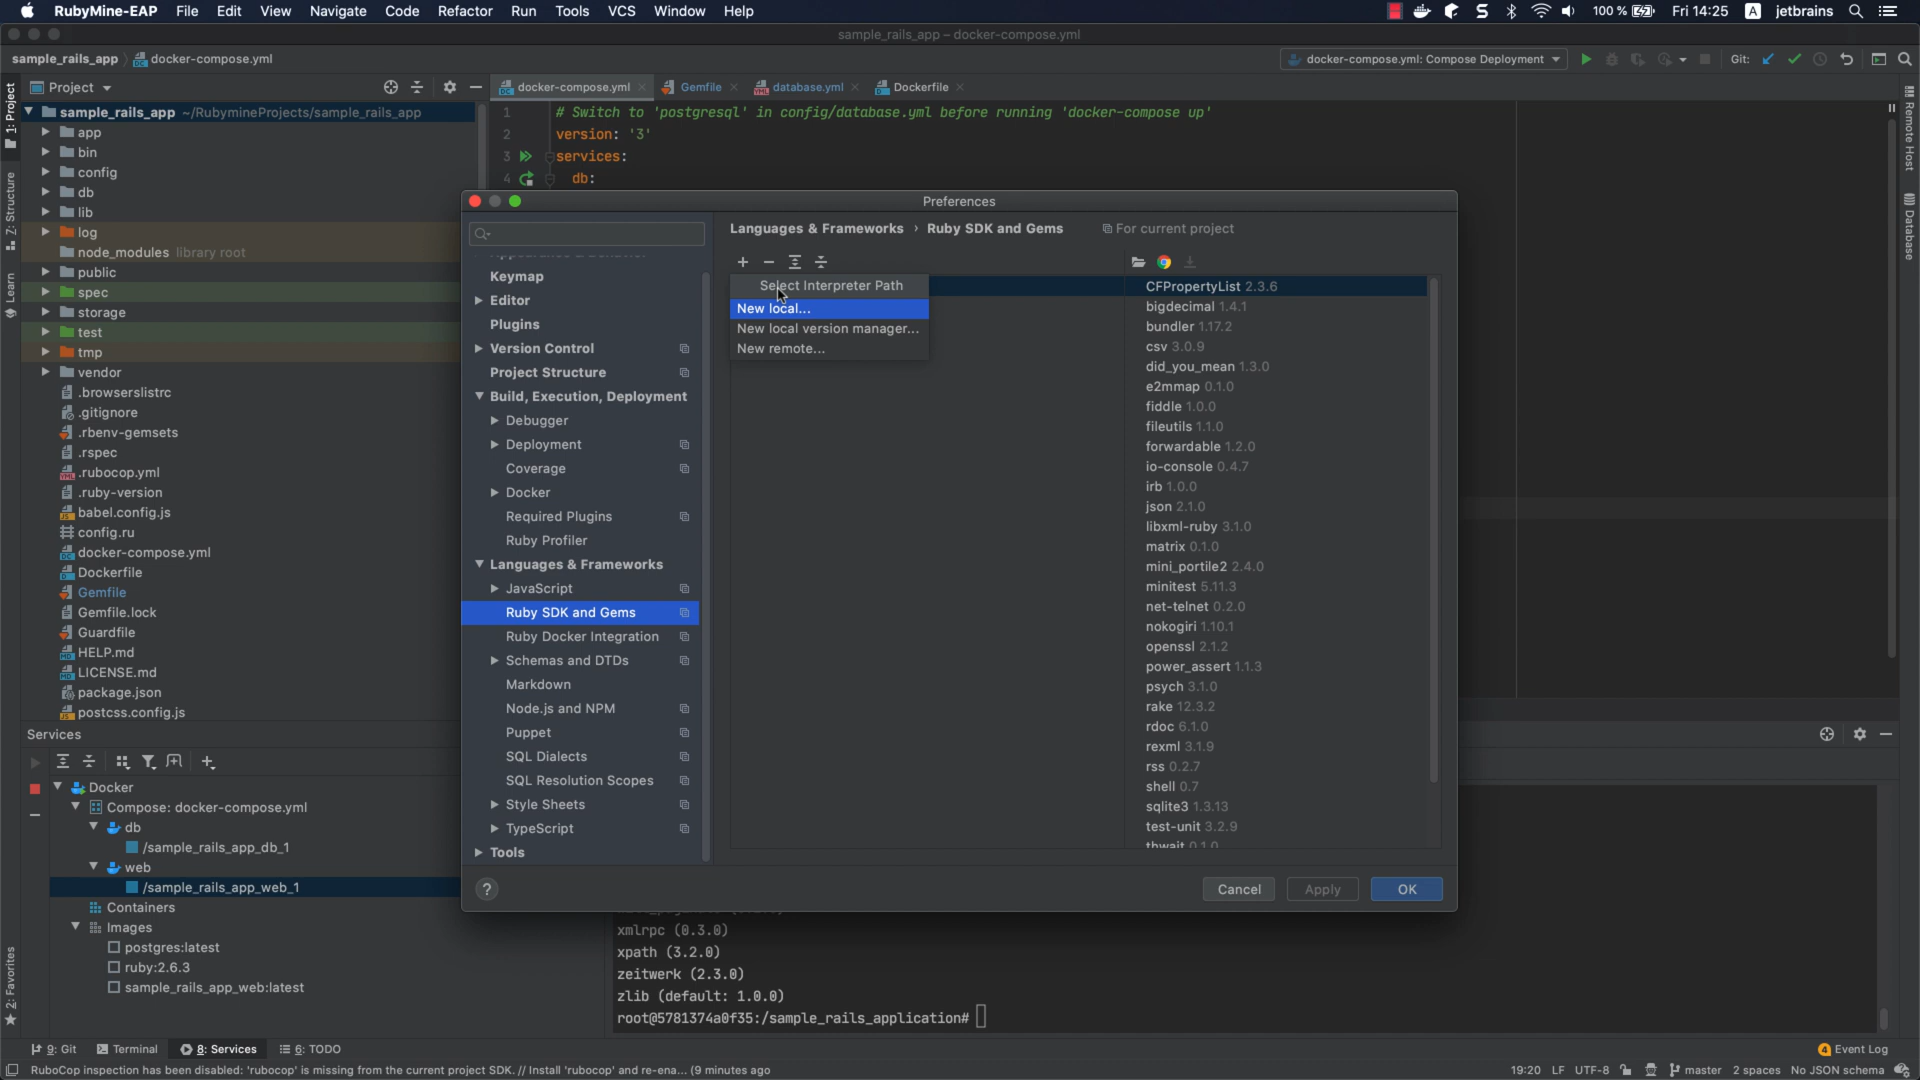 RubyMine-EAP File Edit View Navigate Code Refactor Run Tools VCS Window Help
100 % Fri 14:25 A jetbrains
sample_rails_app – docker-compose.yml
sample_rails_app docker-compose.yml
docker-compose.yml: Compose Deployment Git:
Project
docker-compose.yml Gemfile database.yml Dockerfile
1: Project
Z: Structure
Learn
2: Favorites
Remote Host
Database
sample_rails_app ~/RubymineProjects/sample_rails_app
app
bin
config
db
lib
log
node_modules library root
public
spec
storage
test
tmp
vendor
.browserslistrc
.gitignore
.rbenv-gemsets
.rspec
.rubocop.yml
.ruby-version
babel.config.js
config.ru
docker-compose.yml
Dockerfile
Gemfile
Gemfile.lock
Guardfile
HELP.md
LICENSE.md
package.json
postcss.config.js
1 # Switch to 'postgresql' in config/database.yml before running 'docker-compose up'
2 version: '3'
3 services:
4 db:
Preferences
Keymap
Editor
Plugins
Version Control
Project Structure
Build, Execution, Deployment
Debugger
Deployment
Coverage
Docker
Required Plugins
Ruby Profiler
Languages & Frameworks
JavaScript
Ruby SDK and Gems
Ruby Docker Integration
Schemas and DTDs
Markdown
Node.js and NPM
Puppet
SQL Dialects
SQL Resolution Scopes
Style Sheets
TypeScript
Tools
Languages & Frameworks › Ruby SDK and Gems For current project
Select Interpreter Path
New local...
New local version manager...
New remote...
CFPropertyList 2.3.6
bigdecimal 1.4.1
bundler 1.17.2
csv 3.0.9
did_you_mean 1.3.0
e2mmap 0.1.0
fiddle 1.0.0
fileutils 1.1.0
forwardable 1.2.0
io-console 0.4.7
irb 1.0.0
json 2.1.0
libxml-ruby 3.1.0
matrix 0.1.0
mini_portile2 2.4.0
minitest 5.11.3
net-telnet 0.2.0
nokogiri 1.10.1
openssl 2.1.2
power_assert 1.1.3
psych 3.1.0
rake 12.3.2
rdoc 6.1.0
rexml 3.1.9
rss 0.2.7
shell 0.7
sqlite3 1.3.13
test-unit 3.2.9
thwait 0.1.0
? Cancel Apply OK
Services
Docker
Compose: docker-compose.yml
db
/sample_rails_app_db_1
web
/sample_rails_app_web_1
Containers
Images
postgres:latest
ruby:2.6.3
sample_rails_app_web:latest
xmlrpc (0.3.0)
xpath (3.2.0)
zeitwerk (2.3.0)
zlib (default: 1.0.0)
root@5781374a0f35:/sample_rails_application#
9: Git Terminal 8: Services 6: TODO 4 Event Log
RuboCop inspection has been disabled: 'rubocop' is missing from the current project SDK. // Install 'rubocop' and re-ena... (9 minutes ago 19:20 LF UTF-8 master 2 spaces No JSON schema